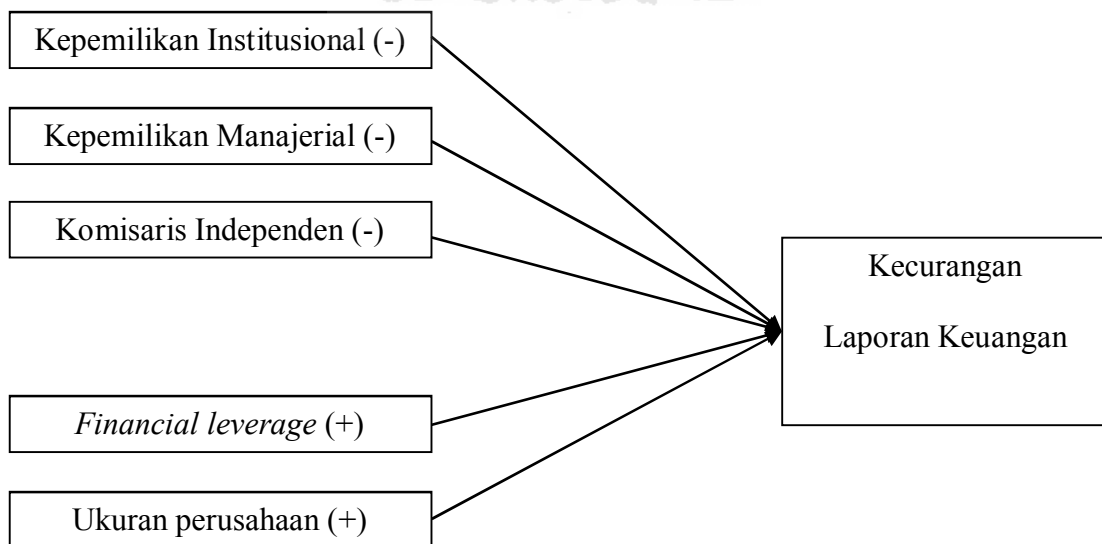 Kepemilikan Institusional (-)
Kepemilikan Manajerial (-)
Komisaris Independen (-)
Kecurangan
Laporan Keuangan
Financial leverage (+)
Ukuran perusahaan (+)